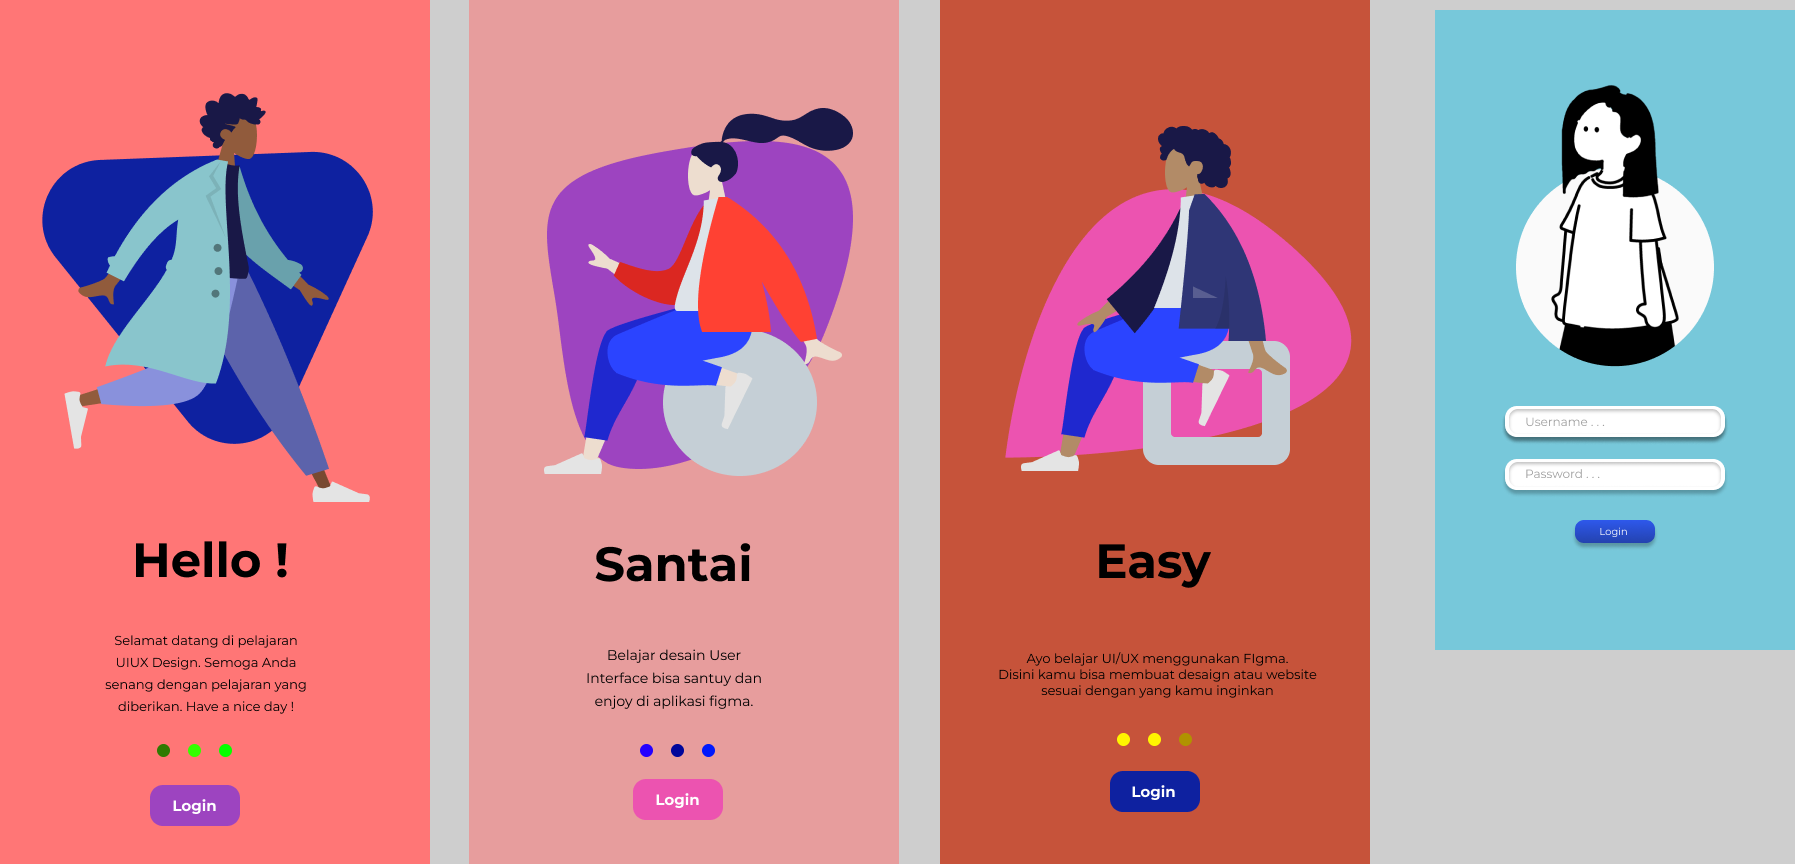 Hello !
Selamat datang di pelajaran
UIUX Design. Semoga Anda
senang dengan pelajaran yang
diberikan. Have a nice day !
Login
Santai
Belajar desain User
Interface bisa santuy dan
enjoy di aplikasi figma.
Login
Easy
Ayo belajar UI/UX menggunakan FIgma.
Disini kamu bisa membuat desaign atau website
sesuai dengan yang kamu inginkan
Login
Username . . .
Password . . .
Login